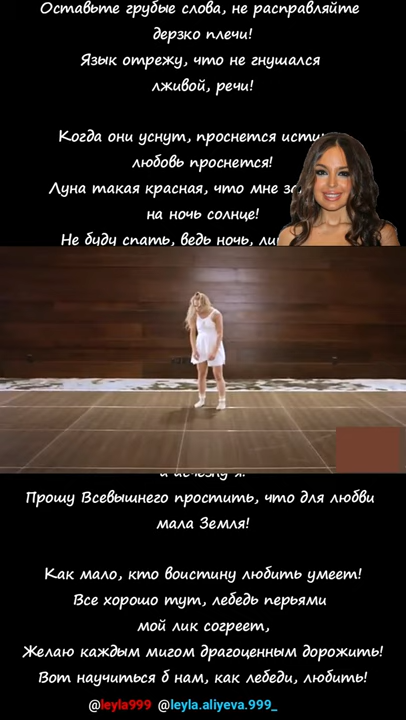 Оставьте грубые слова, не расправляйте
дерзко плечи!
Язык отрежу, что не гнушался
лживой, речи!
Когда они уснут, проснется
любовь проснется!
Луна такая красная, что мне
на ночь солнце!
Не буду спать, ведь ночь,
и исчезну я!
Прошу Всевышнего простить, что для любви
мала Земля!
Как мало, кто воистину любить умеет!
Все хорошо тут, лебедь перьями
мой лик согреет,
Желаю каждым мигом драгоценным дорожить!
Вот научиться б нам, как лебеди, любить!
@leyla999 @leyla.aliyeva.999_